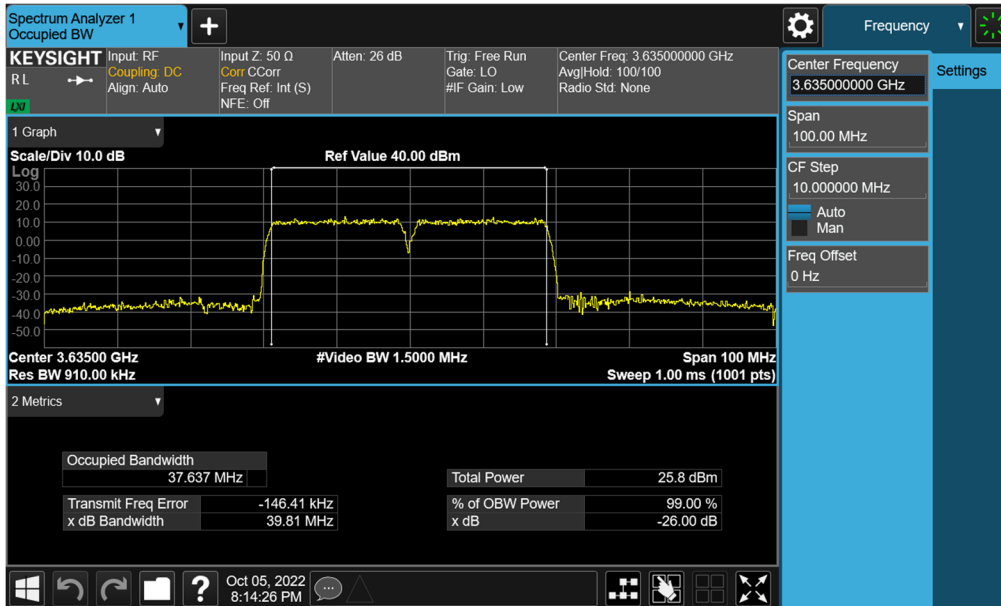 Spectrum Analyzer 1
Occupied BW
+
Frequency
KEYSIGHT Input: RF Input Z: 50 Ω Atten: 26 dB Trig: Free Run Center Freq: 3.635000000 GHz
R L Coupling: DC Corr CCorr Gate: LO Avg|Hold: 100/100
Align: Auto Freq Ref: Int (S) #IF Gain: Low Radio Std: None
LXI NFE: Off
Center Frequency
3.635000000 GHz
Settings
Span
100.00 MHz
CF Step
10.000000 MHz
Auto
Man
Freq Offset
0 Hz
1 Graph
Scale/Div 10.0 dB Ref Value 40.00 dBm
Log
30.0
20.0
10.0
0.00
-10.0
-20.0
-30.0
-40.0
-50.0
Center 3.63500 GHz #Video BW 1.5000 MHz Span 100 MHz
Res BW 910.00 kHz Sweep 1.00 ms (1001 pts)
2 Metrics
Occupied Bandwidth
37.637 MHz Total Power 25.8 dBm
Transmit Freq Error -146.41 kHz % of OBW Power 99.00 %
x dB Bandwidth 39.81 MHz x dB -26.00 dB
? Oct 05, 2022
8:14:26 PM